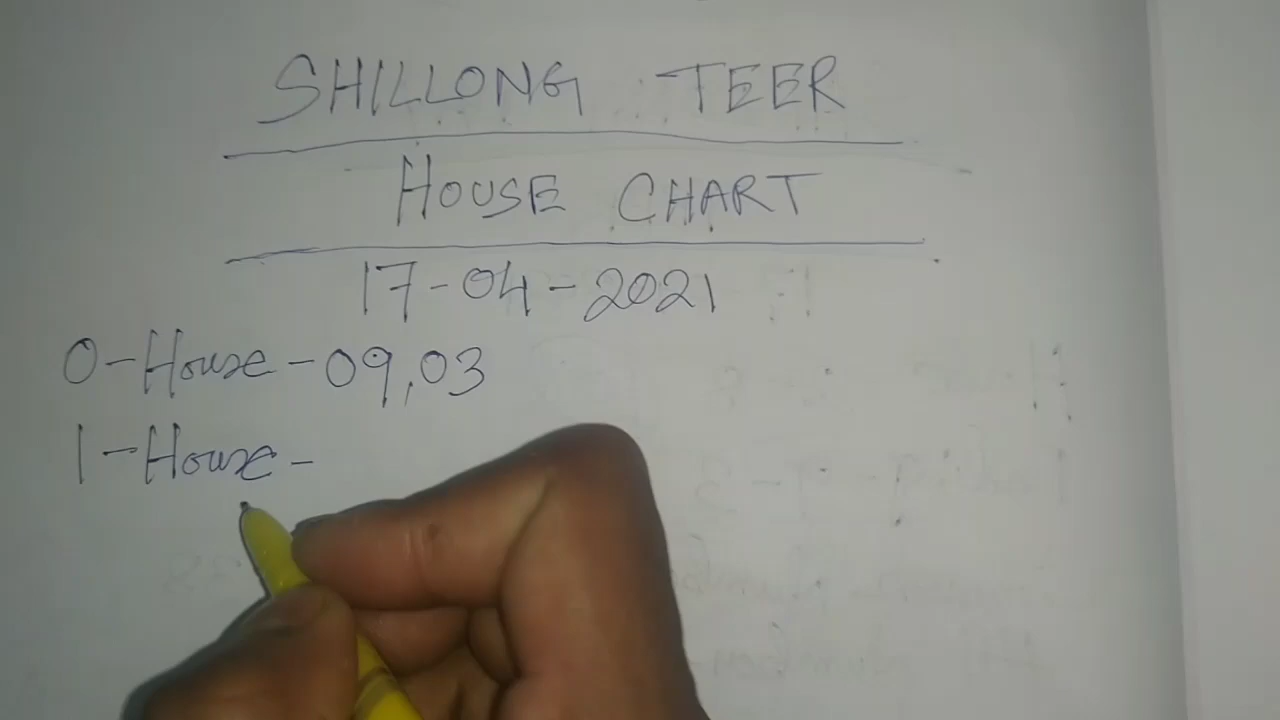 SHILLONG TEER
HOUSE CHART
17-04-2021
0-House-09,03
1-House-